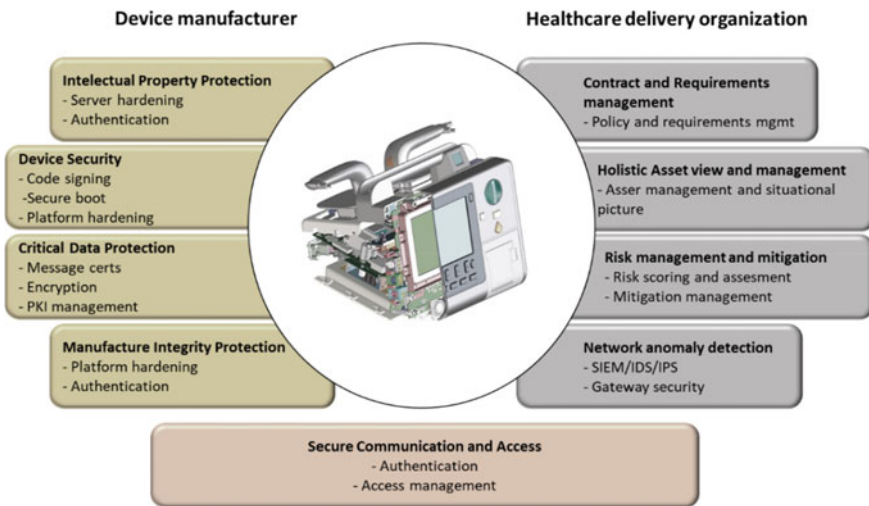 Device manufacturer
Healthcare delivery organization
Intelectual Property Protection
- Server hardening
- Authentication
Device Security
- Code signing
-Secure boot
- Platform hardening
Critical Data Protection
- Message certs
- Encryption
- PKI management
Manufacture Integrity Protection
- Platform hardening
- Authentication
Contract and Requirements
management
- Policy and requirements mgmt
Holistic Asset view and management
- Asser management and situational
picture
Risk management and mitigation
- Risk scoring and assesment
- Mitigation management
Network anomaly detection
- SIEM/IDS/IPS
- Gateway security
Secure Communication and Access
- Authentication
- Access management